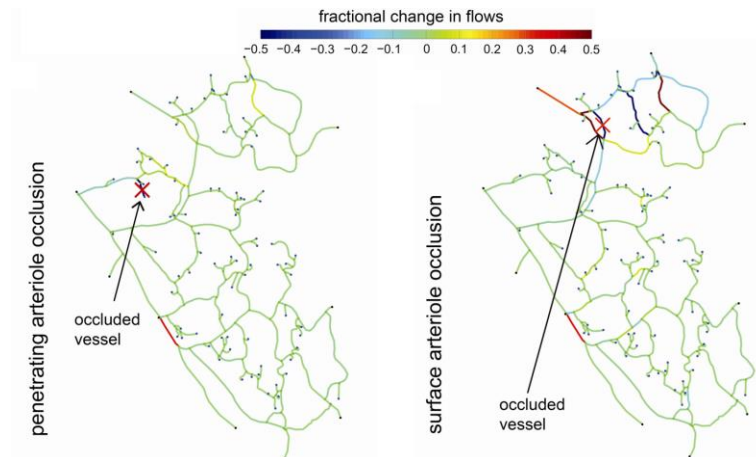 fractional change in flows
−0.5 −0.4 −0.3 −0.2 −0.1 0 0.1 0.2 0.3 0.4 0.5
penetrating arteriole occlusion
occluded
vessel
surface arteriole occlusion
occluded
vessel